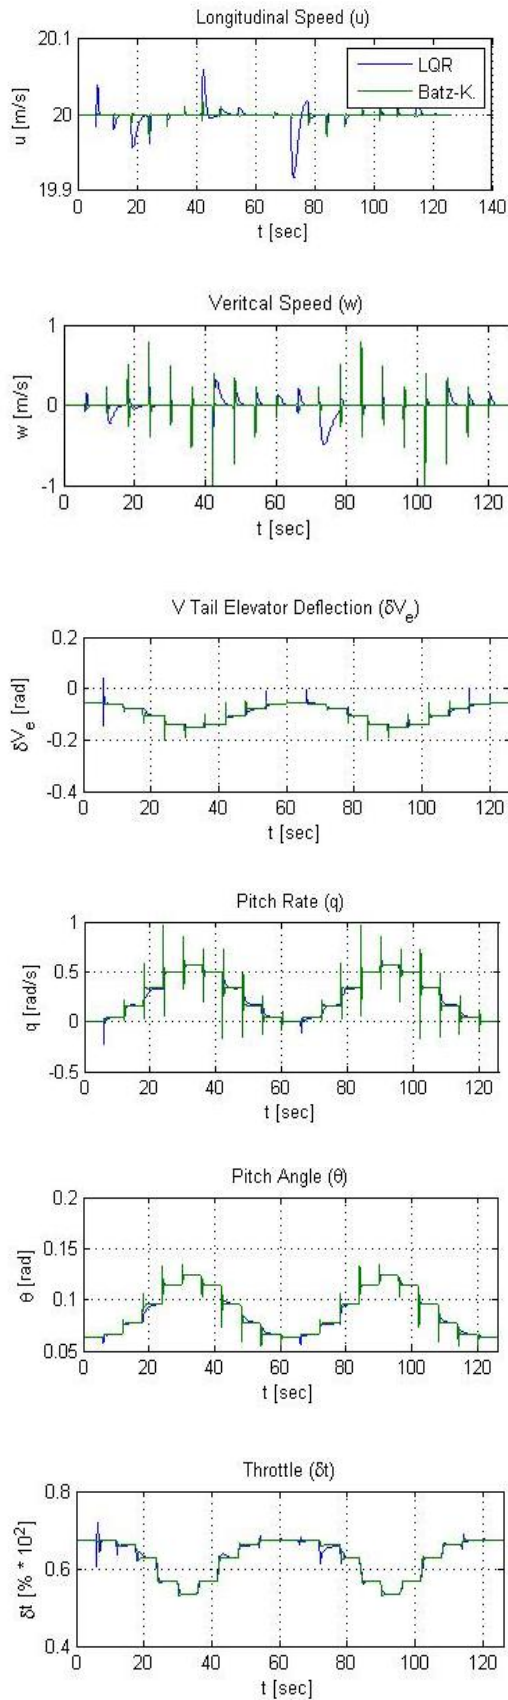 Longitudinal Speed (u)
20.1
20
19.9
u [m/s]
LQR
Batz-K.
0 20 40 60 80 100 120 140
t [sec]
Veritcal Speed (w)
1
0
-1
w [m/s]
0 20 40 60 80 100 120
t [sec]
V Tail Elevator Deflection (δVₑ)
0.2
0
-0.2
-0.4
δVₑ [rad]
0 20 40 60 80 100 120
t [sec]
Pitch Rate (q)
1
0.5
0
-0.5
q [rad/s]
0 20 40 60 80 100 120
t [sec]
Pitch Angle (θ)
0.2
0.15
0.1
0.05
θ [rad]
0 20 40 60 80 100 120
t [sec]
Throttle (δt)
0.8
0.6
0.4
δt [% * 10²]
0 20 40 60 80 100 120
t [sec]